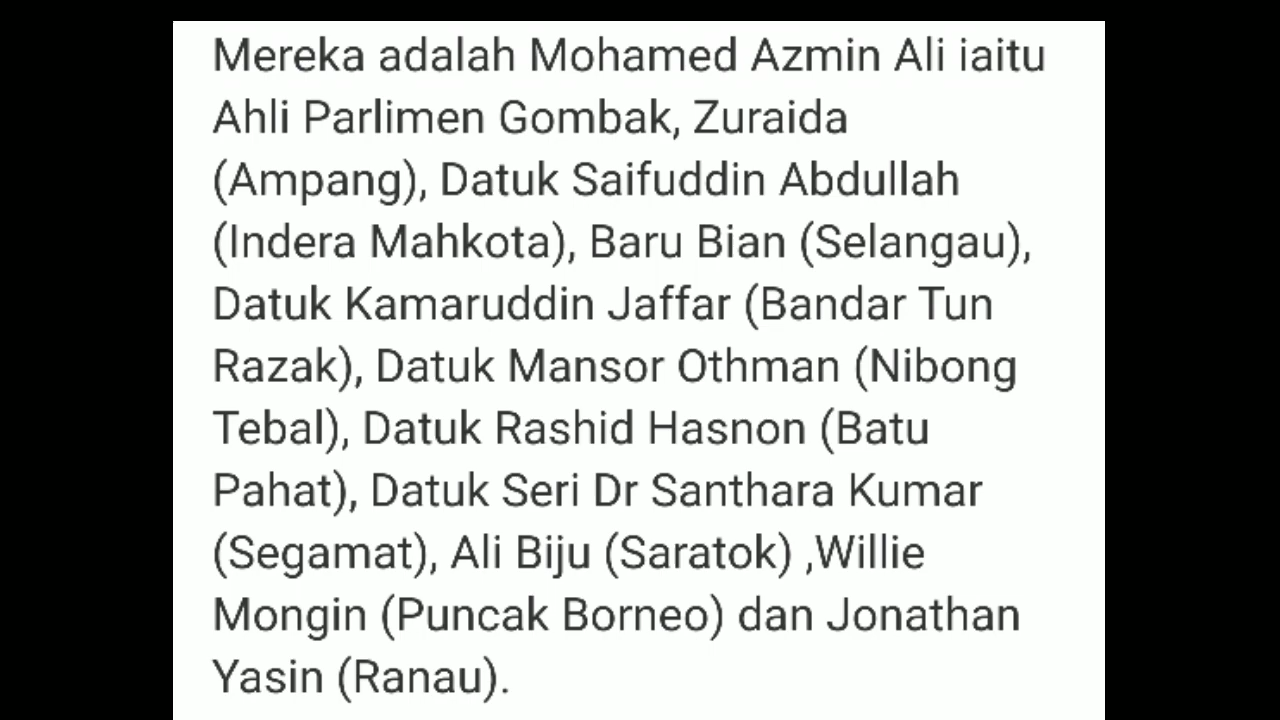 Mereka adalah Mohamed Azmin Ali iaitu
Ahli Parlimen Gombak, Zuraida
(Ampang), Datuk Saifuddin Abdullah
(Indera Mahkota), Baru Bian (Selangau),
Datuk Kamaruddin Jaffar (Bandar Tun
Razak), Datuk Mansor Othman (Nibong
Tebal), Datuk Rashid Hasnon (Batu
Pahat), Datuk Seri Dr Santhara Kumar
(Segamat), Ali Biju (Saratok) ,Willie
Mongin (Puncak Borneo) dan Jonathan
Yasin (Ranau).